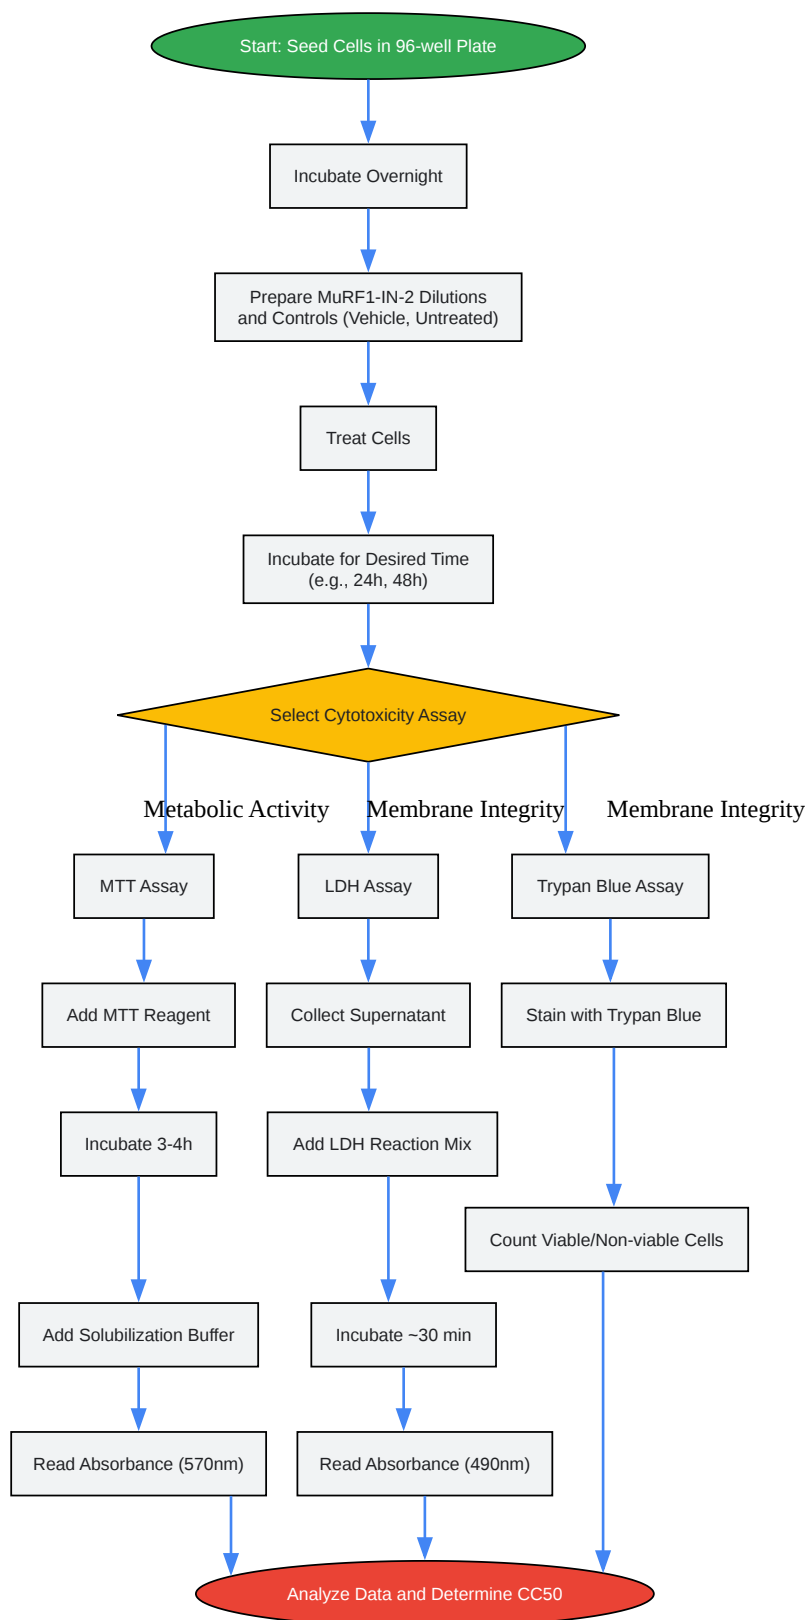 Start: Seed Cells in 96-well Plate
Incubate Overnight
Prepare MuRF1-IN-2 Dilutions
and Controls (Vehicle, Untreated)
Treat Cells
Incubate for Desired Time
(e.g., 24h, 48h)
Select Cytotoxicity Assay
Metabolic Activity
Membrane Integrity
Membrane Integrity
MTT Assay
LDH Assay
Trypan Blue Assay
Add MTT Reagent
Collect Supernatant
Stain with Trypan Blue
Incubate 3-4h
Add LDH Reaction Mix
Count Viable/Non-viable Cells
Add Solubilization Buffer
Incubate ~30 min
Read Absorbance (570nm)
Read Absorbance (490nm)
Analyze Data and Determine CC50